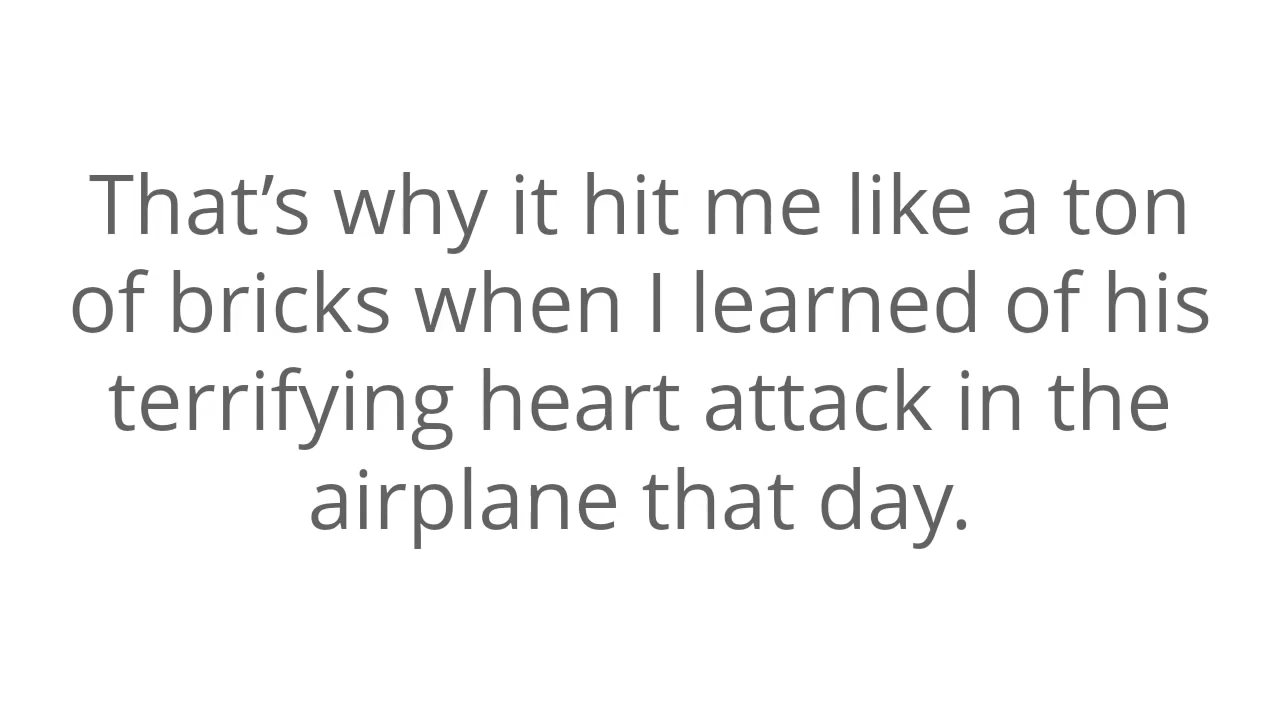 That’s why it hit me like a ton
of bricks when I learned of his
terrifying heart attack in the
airplane that day.